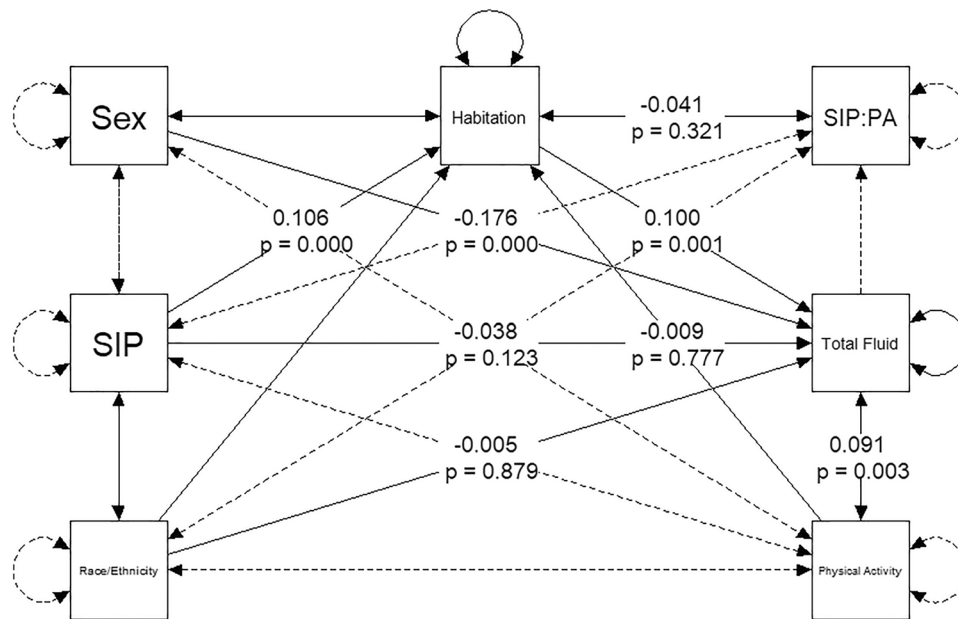 Sex
Habitation
-0.041
p = 0.321
SIP:PA
0.106
p = 0.000
-0.176
p = 0.000
0.100
p = 0.001
SIP
-0.038
p = 0.123
-0.009
p = 0.777
Total Fluid
-0.005
p = 0.879
0.091
p = 0.003
Race/Ethnicity
Physical Activity